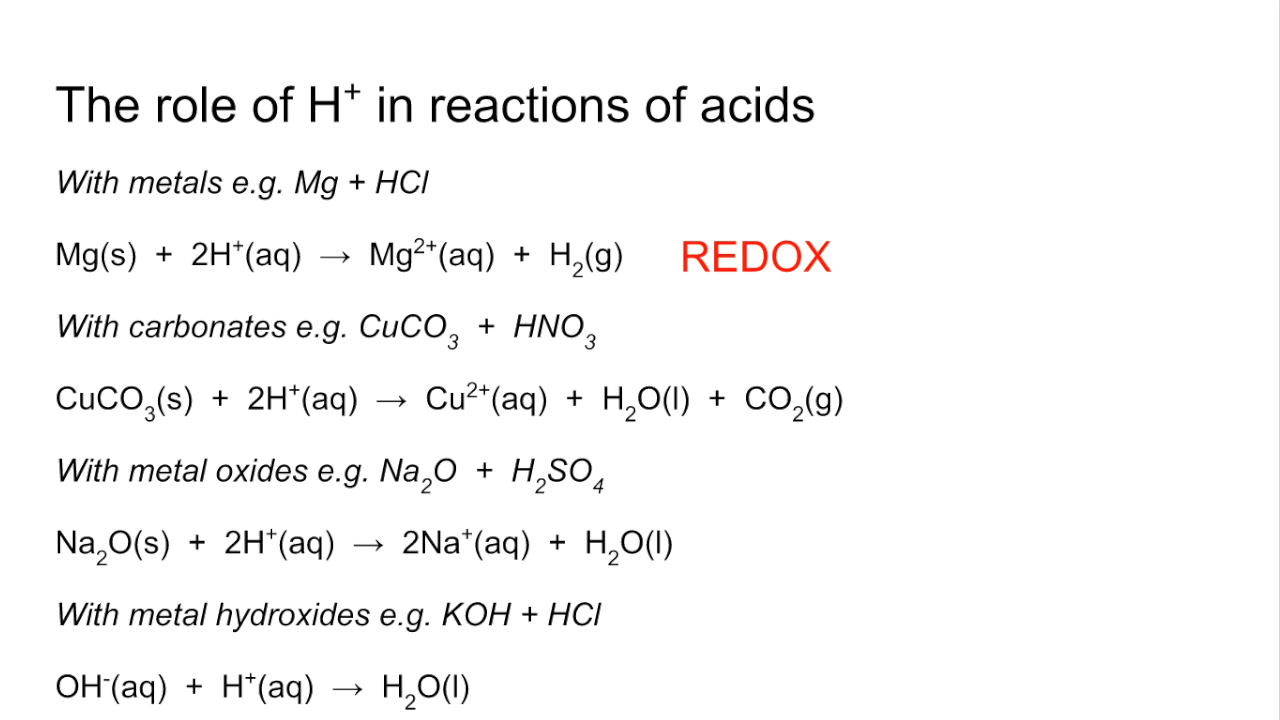 The role of H⁺ in reactions of acids
With metals e.g. Mg + HCl
Mg(s) + 2H⁺(aq) → Mg²⁺(aq) + H₂(g) REDOX
With carbonates e.g. CuCO₃ + HNO₃
CuCO₃(s) + 2H⁺(aq) → Cu²⁺(aq) + H₂O(l) + CO₂(g)
With metal oxides e.g. Na₂O + H₂SO₄
Na₂O(s) + 2H⁺(aq) → 2Na⁺(aq) + H₂O(l)
With metal hydroxides e.g. KOH + HCl
OH⁻(aq) + H⁺(aq) → H₂O(l)